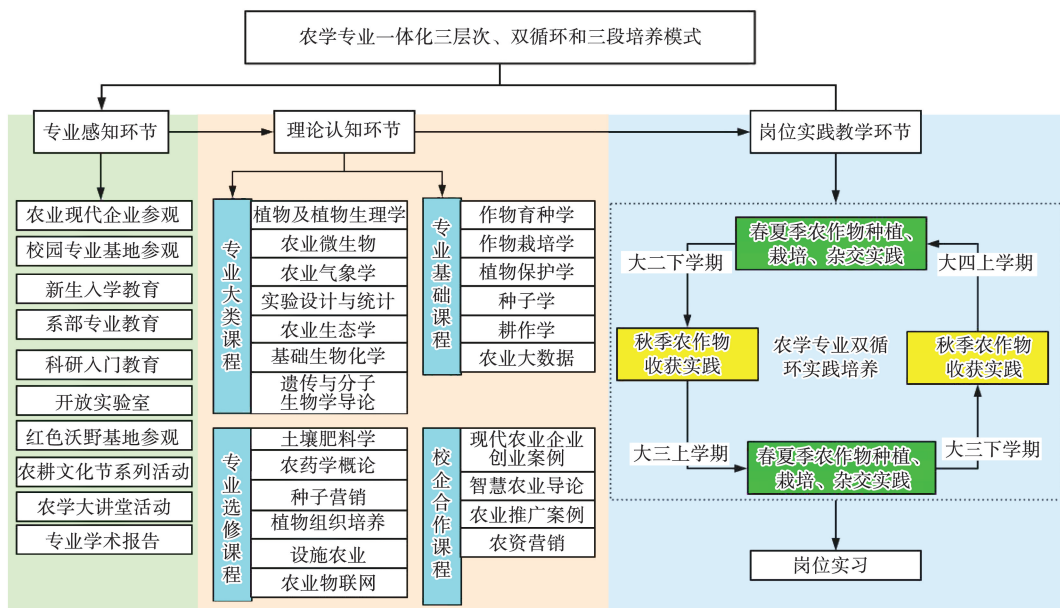 农学专业一体化三层次、双循环和三段培养模式
专业感知环节
理论认知环节
岗位实践教学环节
农业现代企业参观
校园专业基地参观
新生入学教育
系部专业教育
科研入门教育
开放实验室
红色沃野基地参观
农耕文化节系列活动
农学大讲堂活动
专业学术报告
专业大类课程
植物及植物生理学
农业微生物
农业气象学
实验设计与统计
农业生态学
基础生物化学
遗传与分子
生物学导论
专业基础课程
作物育种学
作物栽培学
植物保护学
种子学
耕作学
农业大数据
专业选修课程
土壤肥料学
农药学概论
种子营销
植物组织培养
设施农业
农业物联网
校企合作课程
现代农业企业
创业案例
智慧农业导论
农业推广案例
农资营销
春夏季农作物种植、
栽培、杂交实践
大二下学期
大四上学期
秋季农作物
收获实践
农学专业双循
环实践培养
秋季农作物
收获实践
大三上学期
大三下学期
春夏季农作物种植、
栽培、杂交实践
岗位实习